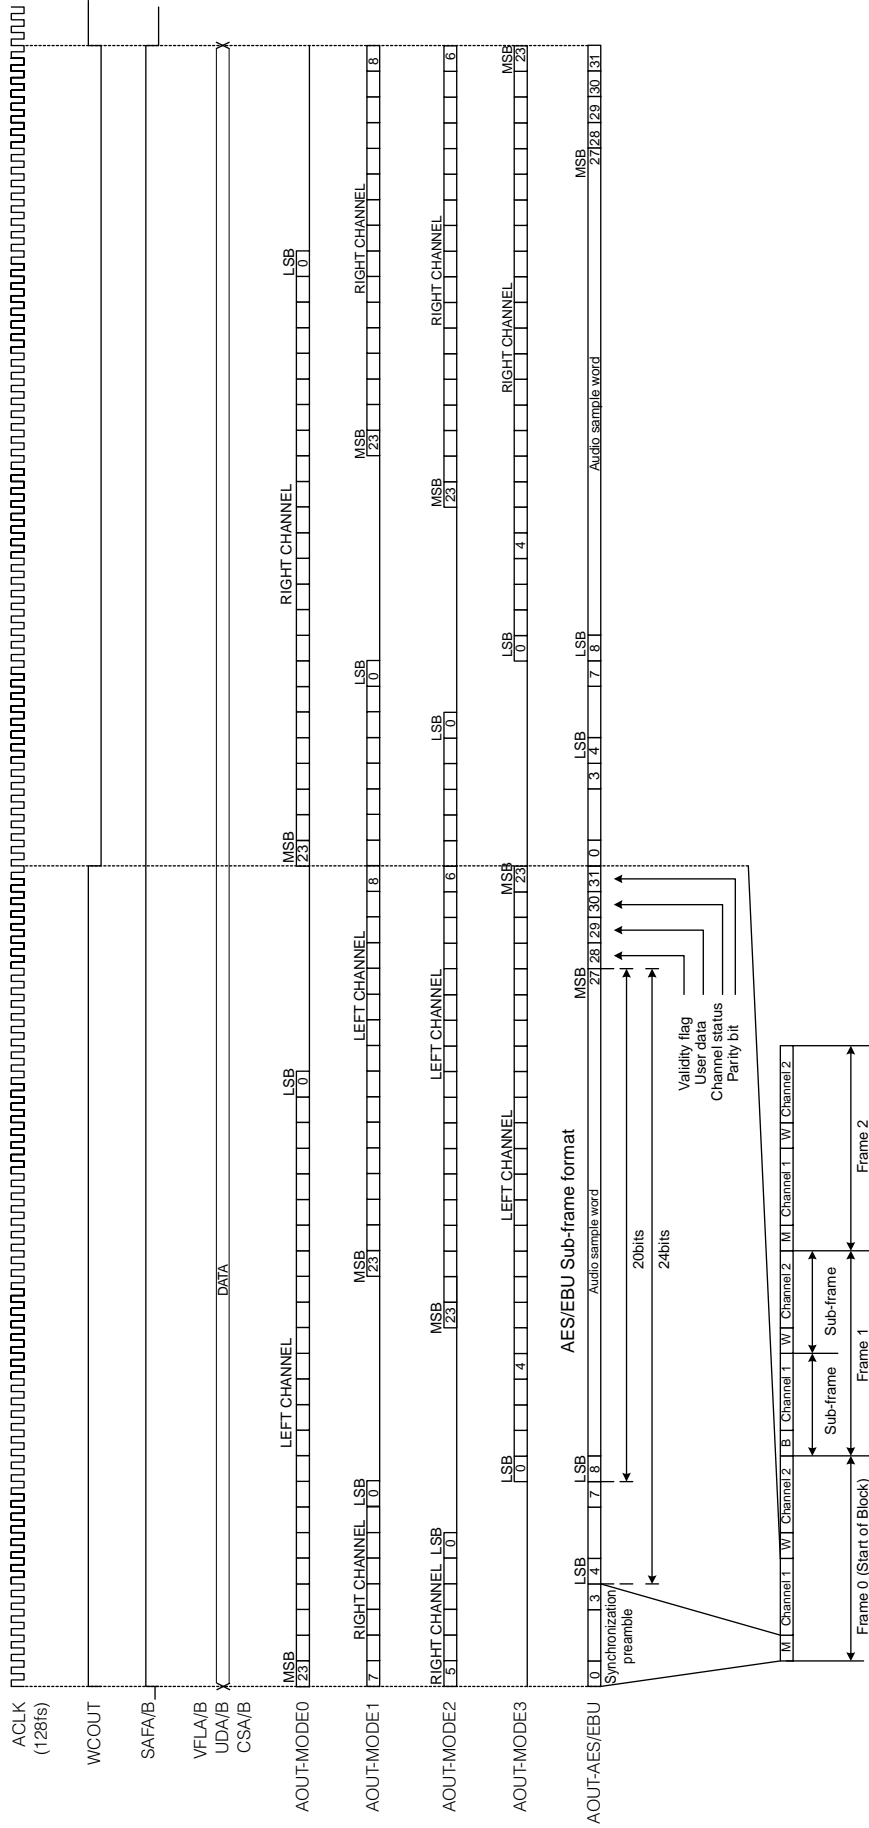 ACLK
(128fs)
WCOUT
SAFA/B
VFLA/B
UDA/B
CSA/B
DATA
AOUT-MODE0
MSB
23
LEFT CHANNEL
LSB
0
MSB
23
RIGHT CHANNEL
LSB
0
AOUT-MODE1
7
RIGHT CHANNEL
LSB
0
MSB
23
LEFT CHANNEL
8
LSB
0
MSB
23
RIGHT CHANNEL
8
AOUT-MODE2
5
RIGHT CHANNEL
LSB
0
MSB
23
LEFT CHANNEL
6
LSB
0
MSB
23
RIGHT CHANNEL
6
AOUT-MODE3
LSB
0
4
LEFT CHANNEL
MSB
23
LSB
0
4
RIGHT CHANNEL
MSB
23
AES/EBU Sub-frame format
AOUT-AES/EBU
0
3
LSB
4
7
LSB
8
Audio sample word
MSB
27 28 29 30 31
0
3
LSB
4
7
LSB
8
Audio sample word
MSB
27 28 29 30 31
Synchronization
preamble
20bits
24bits
Validity flag
User data
Channel status
Parity bit
M Channel 1 W Channel 2 B Channel 1 W Channel 2 M Channel 1 W Channel 2
Sub-frame
Sub-frame
Frame 0 (Start of Block)
Frame 1
Frame 2